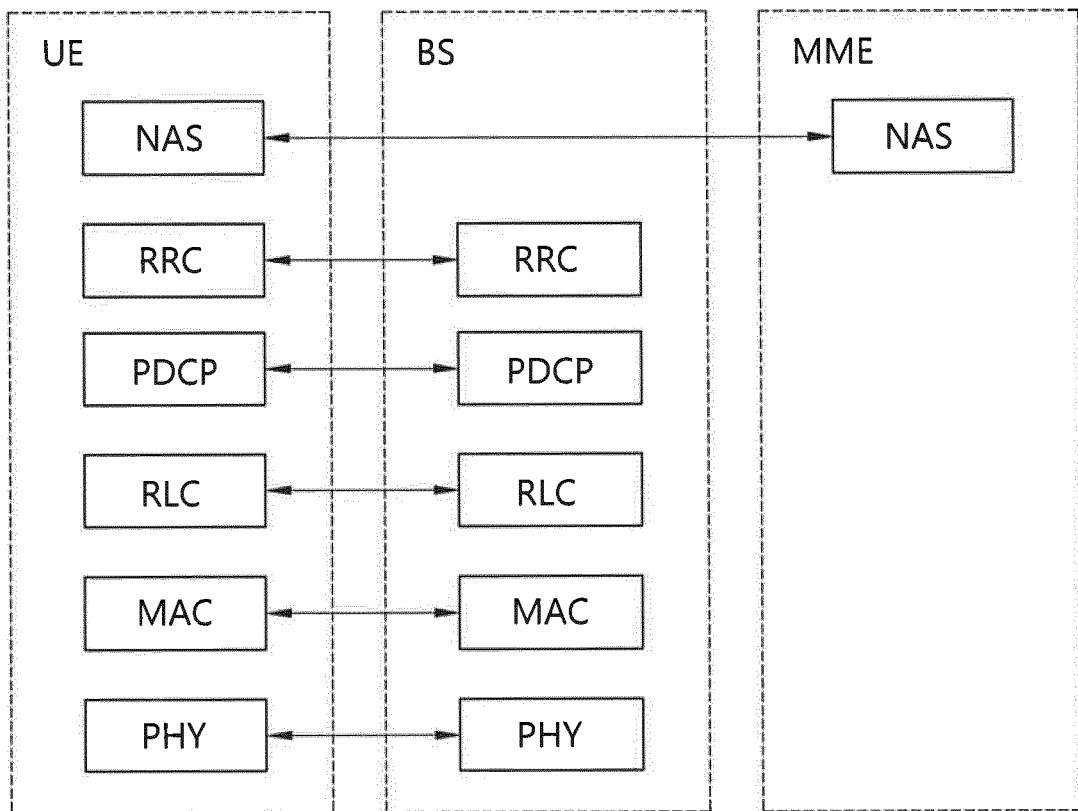 UE
BS
MME
NAS
NAS
RRC
RRC
PDCP
PDCP
RLC
RLC
MAC
MAC
PHY
PHY